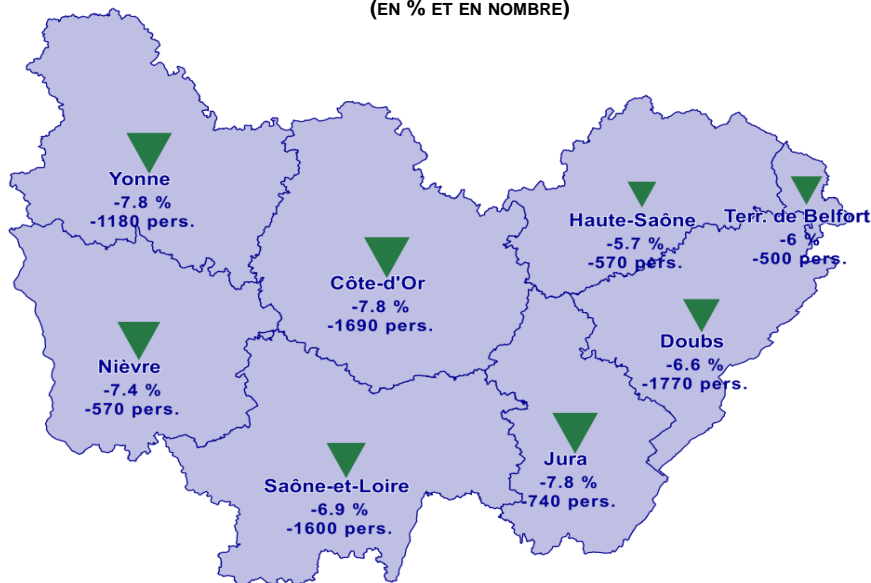 (EN % ET EN NOMBRE)
Yonne
-7.8 %
-1180 pers.
Côte-d'Or
-7.8 %
-1690 pers.
Haute-Saône
-5.7 %
-570 pers.
Terr. de Belfort
-6 %
-500 pers.
Doubs
-6.6 %
-1770 pers.
Nièvre
-7.4 %
-570 pers.
Saône-et-Loire
-6.9 %
-1600 pers.
Jura
-7.8 %
-740 pers.